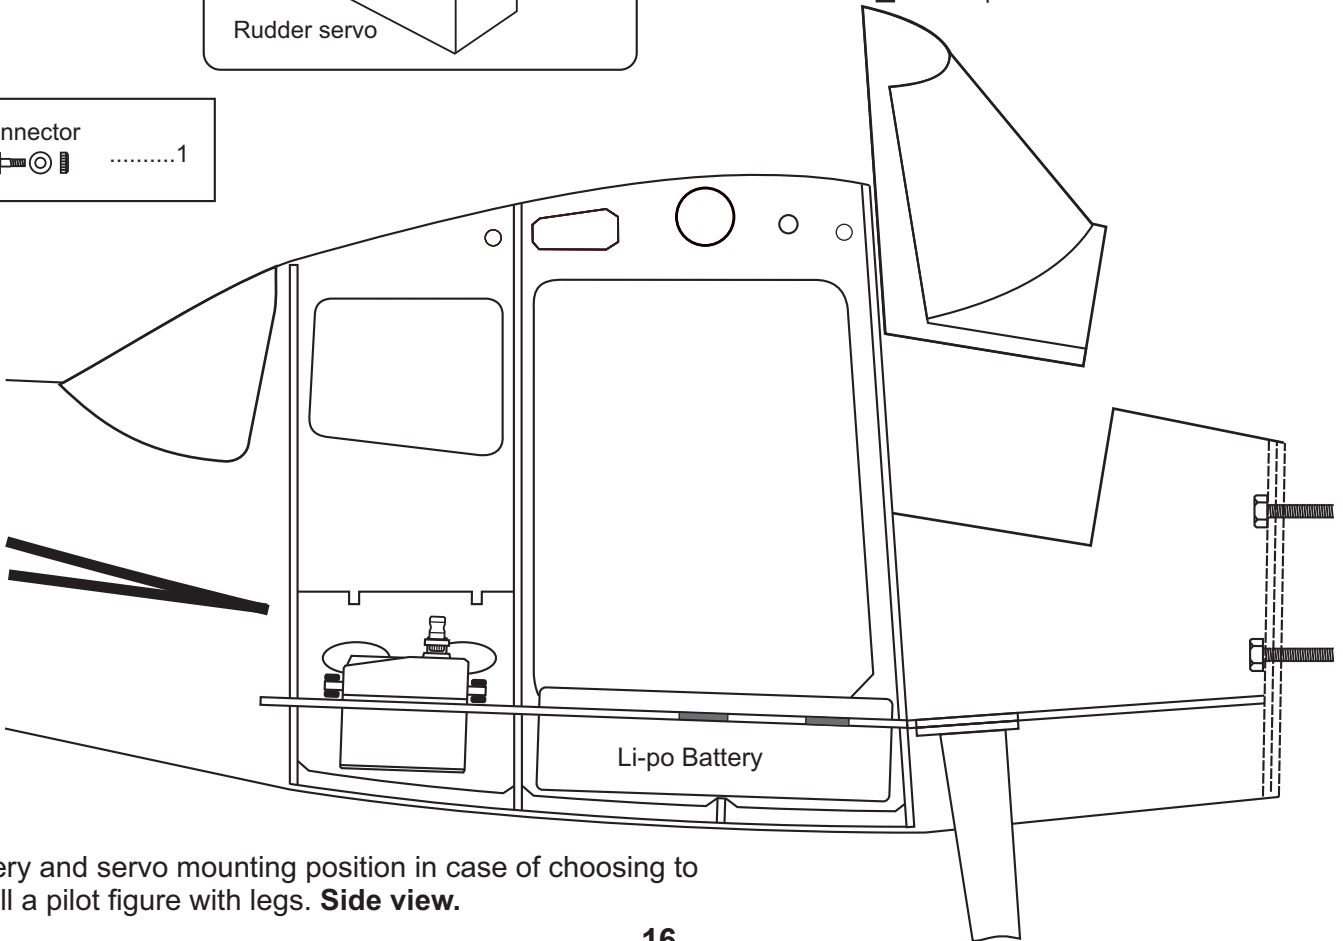 Rudder servo
nnector
..........1
Li-po Battery
ery and servo mounting position in case of choosing to
ll a pilot figure with legs. Side view.
16